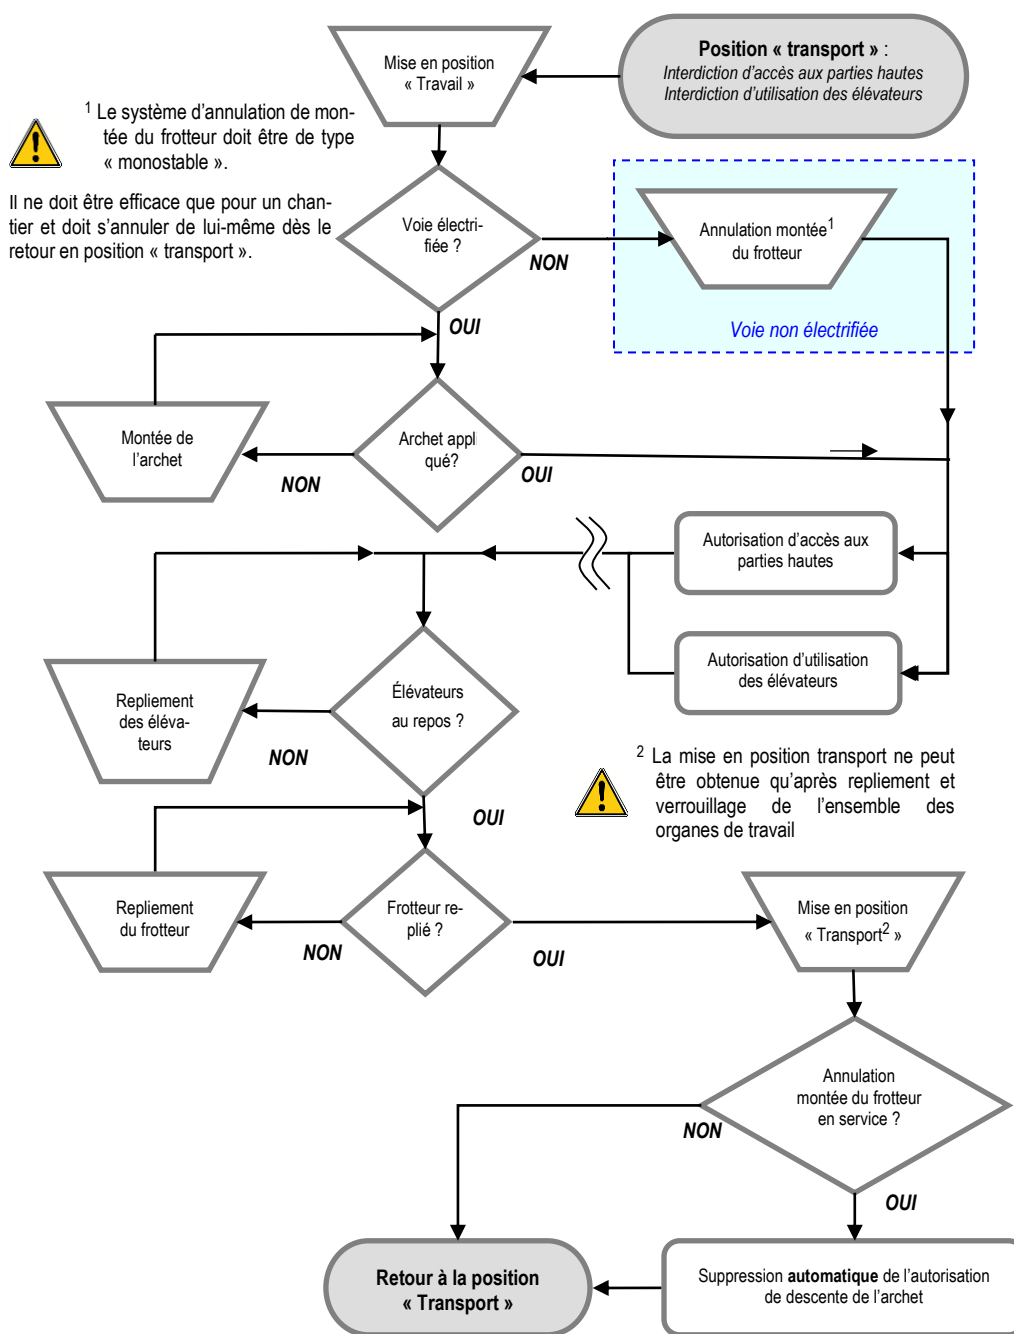 Position « transport » :
Interdiction d'accès aux parties hautes
Interdiction d'utilisation des élévateurs
Mise en position
« Travail »
1 Le système d'annulation de mon-
tée du frotteur doit être de type
« monostable ».
Il ne doit être efficace que pour un chan-
tier et doit s'annuler de lui-même dès le
retour en position « transport ».
Voie électri-
fiée ?
NON
Annulation montée1
du frotteur
Voie non électrifiée
OUI
Montée de
l'archet
NON
Archet appli
qué?
OUI
Autorisation d'accès aux
parties hautes
Autorisation d'utilisation
des élévateurs
Repliement
des éléva-
teurs
NON
Élévateurs
au repos ?
OUI
2 La mise en position transport ne peut
être obtenue qu'après repliement et
verrouillage de l'ensemble des
organes de travail
Repliement
du frotteur
NON
Frotteur re-
plié ?
OUI
Mise en position
« Transport2 »
Annulation
montée du frotteur
en service ?
NON
OUI
Retour à la position
« Transport »
Suppression automatique de l'autorisation
de descente de l'archet